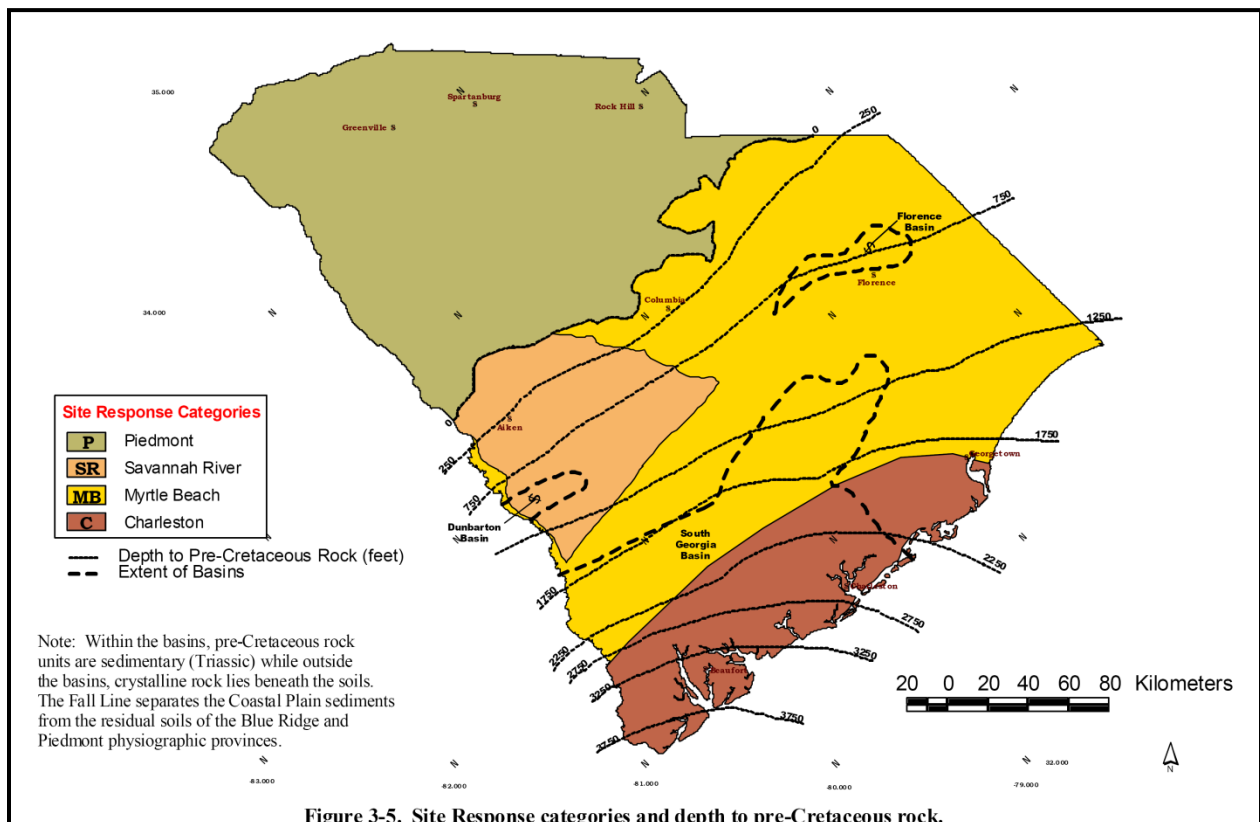 35.000
Spartanburg
S
N
N
Rock Hill S
Greenville S
0
250
750
Florence
Basin
S
S
Florence
34.000
N
N
Columbia
S
N
N
1250
Site Response Categories
P Piedmont
SR Savannah River
MB Myrtle Beach
C Charleston
S
Aiken
0
250
750
1250
1750
Georgetown
Dunbarton
Basin
S
South
Georgia
Basin
N
N
N
N
Depth to Pre-Cretaceous Rock (feet)
Extent of Basins
1750
2250
Charleston
2250
2750
2750
3250
3250
Beaufort
3750
3750
20 0 20 40 60 80 Kilometers
Note: Within the basins, pre-Cretaceous rock
units are sedimentary (Triassic) while outside
the basins, crystalline rock lies beneath the soils.
The Fall Line separates the Coastal Plain sediments
from the residual soils of the Blue Ridge and
Piedmont physiographic provinces.
N
N
N
N
N
32.000
N
-83.000
-82.000
-81.000
-80.000
-79.000
Figure 3-5. Site Response categories and depth to pre-Cretaceous rock.